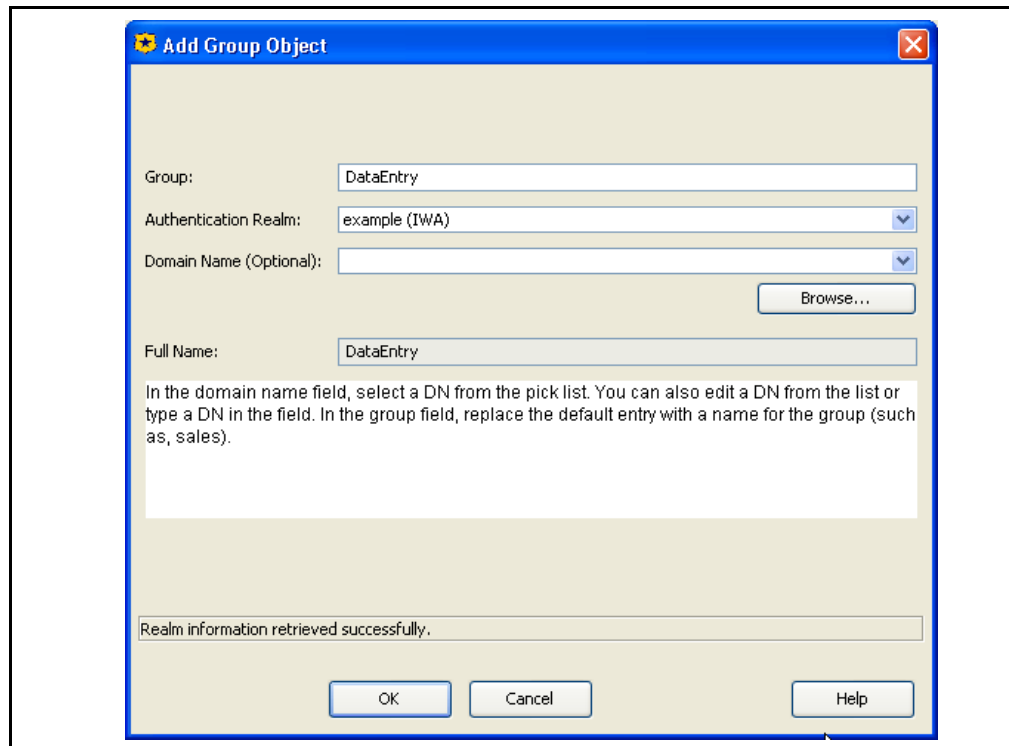 Add Group Object
Group: DataEntry
Authentication Realm: example (IWA)
Domain Name (Optional):
Browse...
Full Name: DataEntry
In the domain name field, select a DN from the pick list. You can also edit a DN from the list or
type a DN in the field. In the group field, replace the default entry with a name for the group (such
as, sales).
Realm information retrieved successfully.
OK Cancel Help